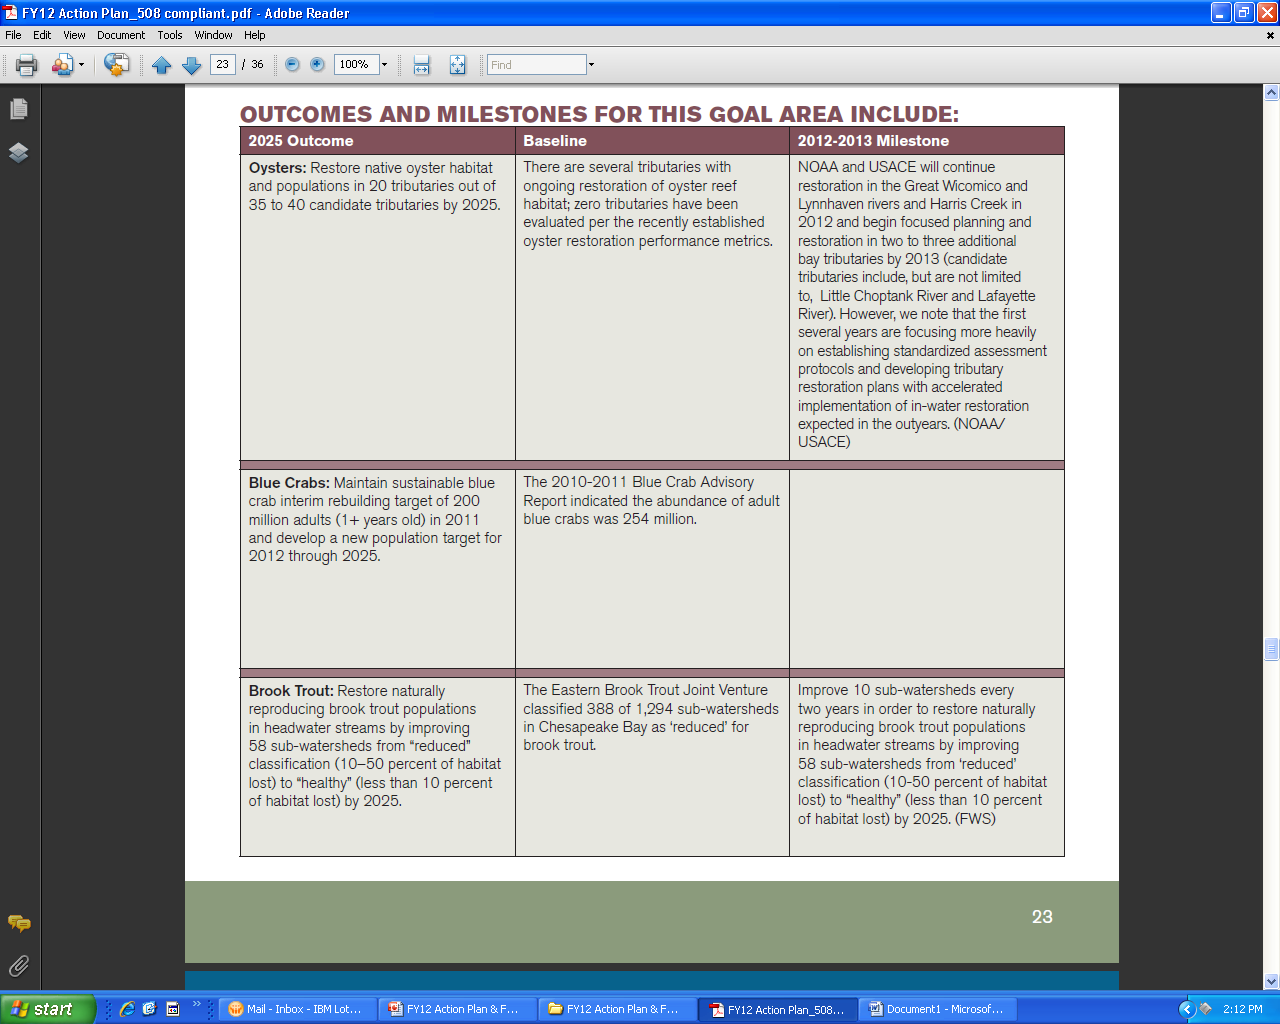 FY12 Action Plan_508 compliant.pdf - Adobe Reader
File Edit View Document Tools Window Help
23 / 36 100% Find
OUTCOMES AND MILESTONES FOR THIS GOAL AREA INCLUDE:
2025 Outcome Baseline 2012-2013 Milestone
Oysters: Restore native oyster habitat
and populations in 20 tributaries out of
35 to 40 candidate tributaries by 2025.
There are several tributaries with
ongoing restoration of oyster reef
habitat; zero tributaries have been
evaluated per the recently established
oyster restoration performance metrics.
NOAA and USACE will continue
restoration in the Great Wicomico and
Lynnhaven rivers and Harris Creek in
2012 and begin focused planning and
restoration in two to three additional
bay tributaries by 2013 (candidate
tributaries include, but are not limited
to, Little Choptank River and Lafayette
River). However, we note that the first
several years are focusing more heavily
on establishing standardized assessment
protocols and developing tributary
restoration plans with accelerated
implementation of in-water restoration
expected in the outyears. (NOAA/
USACE)
Blue Crabs: Maintain sustainable blue
crab interim rebuilding target of 200
million adults (1+ years old) in 2011
and develop a new population target for
2012 through 2025.
The 2010-2011 Blue Crab Advisory
Report indicated the abundance of adult
blue crabs was 254 million.
Brook Trout: Restore naturally
reproducing brook trout populations
in headwater streams by improving
58 sub-watersheds from “reduced”
classification (10–50 percent of habitat
lost) to “healthy” (less than 10 percent
of habitat lost) by 2025.
The Eastern Brook Trout Joint Venture
classified 388 of 1,294 sub-watersheds
in Chesapeake Bay as ‘reduced’ for
brook trout.
Improve 10 sub-watersheds every
two years in order to restore naturally
reproducing brook trout populations
in headwater streams by improving
58 sub-watersheds from ‘reduced’
classification (10-50 percent of habitat
lost) to “healthy” (less than 10 percent
of habitat lost) by 2025. (FWS)
23
start Mail - Inbox - IBM Lot... FY12 Action Plan & F... FY12 Action Plan & F... FY12 Action Plan_508... Document1 - Microsof... 2:12 PM